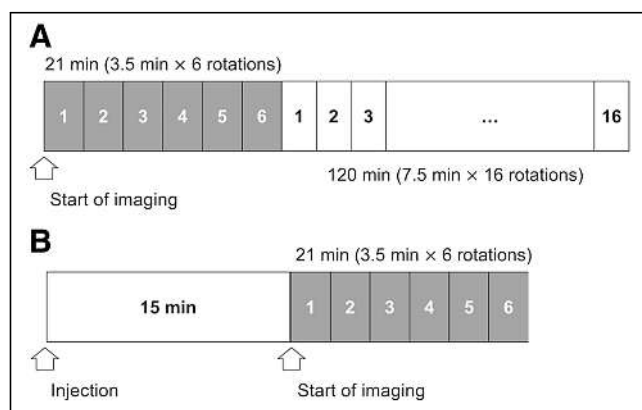 A
21 min (3.5 min × 6 rotations)
1 2 3 4 5 6 1 2 3 ... 16
120 min (7.5 min × 16 rotations)
Start of imaging
B
21 min (3.5 min × 6 rotations)
15 min 1 2 3 4 5 6
Injection Start of imaging